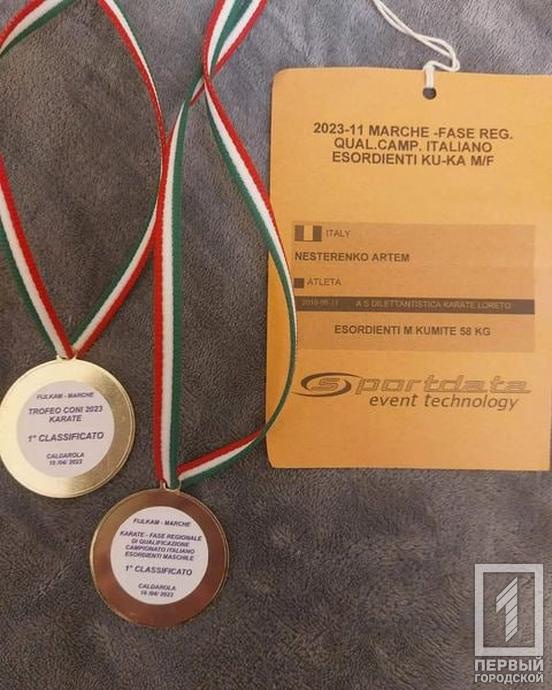 2023-11 MARCHE -FASE REG.
QUAL.CAMP. ITALIANO
ESORDIENTI KU-KA M/F
ITALY
NESTERENKO ARTEM
ATLETA
A S DILETTANTISTICA KARATE LORETO
ESORDIENTI M KUMITE 58 KG
sportdata
event technology
FIJLKAM - MARCHE
TROFEO CONI 2023
KARATE
1° CLASSIFICATO
CALDAROLA
FIJLKAM - MARCHE
KARATE - FASE REGIONALE
DI QUALIFICAZIONE
CAMPIONATO ITALIANO
ESORDIENTI MASCHILE
1° CLASSIFICATO
CALDAROLA
1
ПЕРВЫЙ
ГОРОДСКОЙ